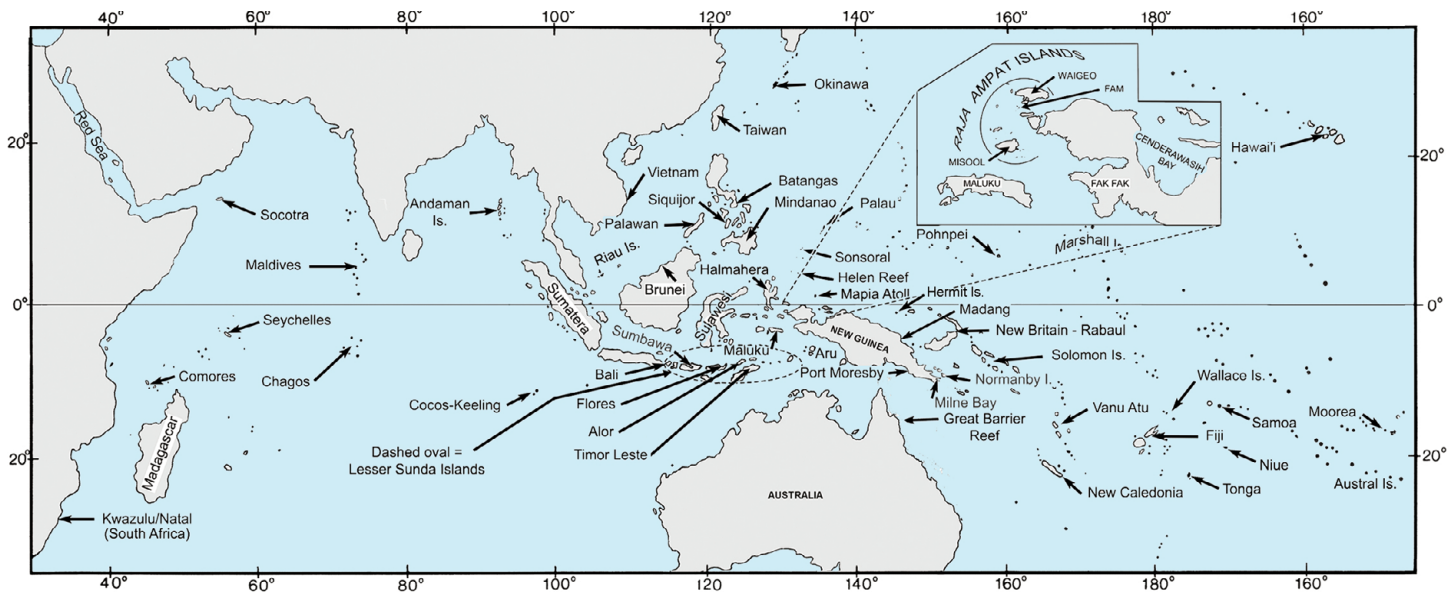 40°
60°
80°
100°
120°
140°
160°
180°
160°
RAJA AMPAT ISLANDS
WAIGEO
FAM
MISOOL
MALUKU
FAK FAK
CENDERAWASIH
BAY
Okinawa
Taiwan
Hawai'i
20°
20°
Red Sea
Socotra
Maldives
Andaman
Is.
Vietnam
Siquijor
Palawan
Batangas
Mindanao
Palau
Pohnpei
Marshall I.
Riau Is.
Sonsoral
Helen Reef
Mapia Atoll
Halmahera
Brunei
Hermit Is.
Madang
0°
0°
Sumatera
Sulawesi
NEW GUINEA
New Britain - Rabaul
Seychelles
Sumbawa
Maluku
Aru
Solomon Is.
Comores
Chagos
Bali
Port Moresby
Normanby I.
Wallace Is.
Cocos-Keeling
Flores
Milne Bay
Vanu Atu
Samoa
Moorea
Great Barrier
Reef
Alor
Fiji
Madagascar
Dashed oval =
Lesser Sunda Islands
Timor Leste
20°
20°
Niue
AUSTRALIA
New Caledonia
Tonga
Austral Is.
Kwazulu/Natal
(South Africa)
40°
60°
80°
100°
120°
140°
160°
180°
160°